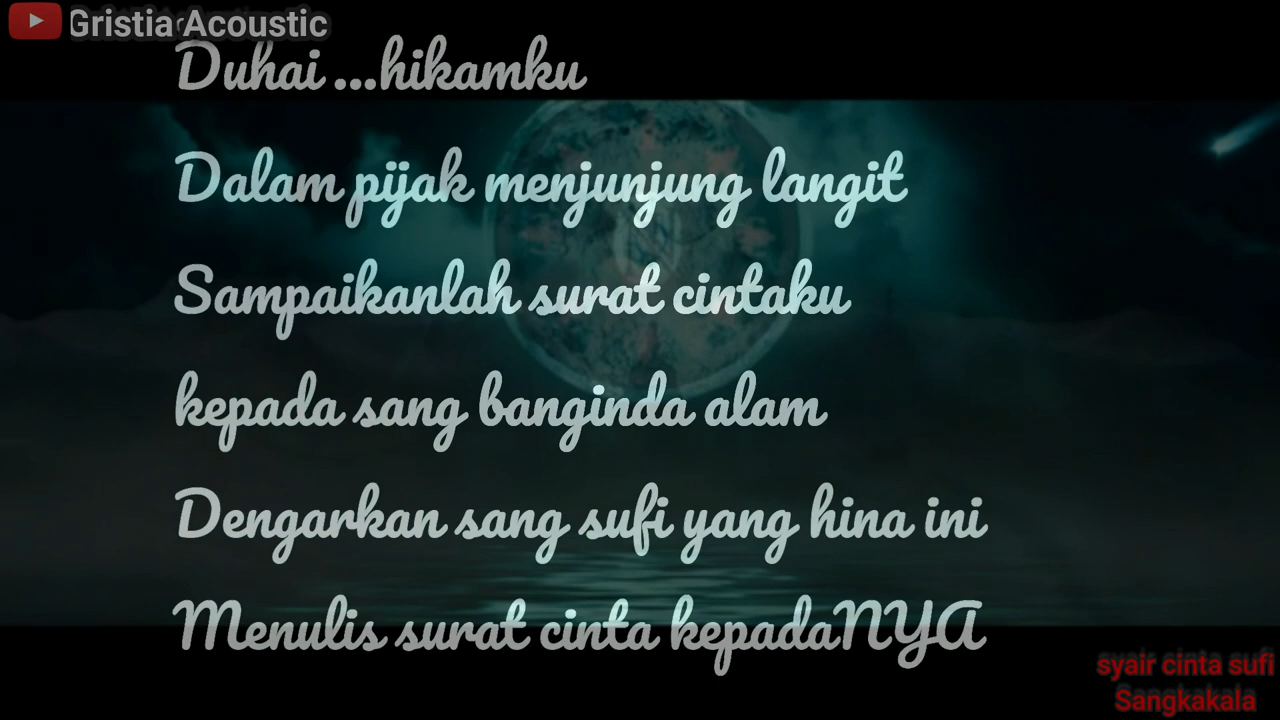 Gristia Acoustic
Duhai ...hikamku
Dalam pijak menjunjung langit
Sampaikanlah surat cintaku
kepada sang banginda alam
Dengarkan sang sufi yang hina ini
Menulis surat cinta kepadaNYA
syair cinta sufi
Sangkakala